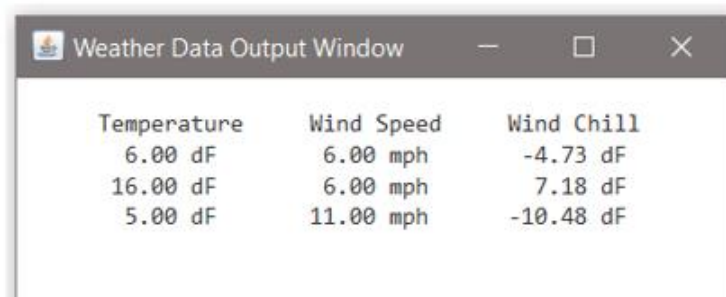 Weather Data Output Window
Temperature Wind Speed Wind Chill
6.00 dF 6.00 mph -4.73 dF
16.00 dF 6.00 mph 7.18 dF
5.00 dF 11.00 mph -10.48 dF